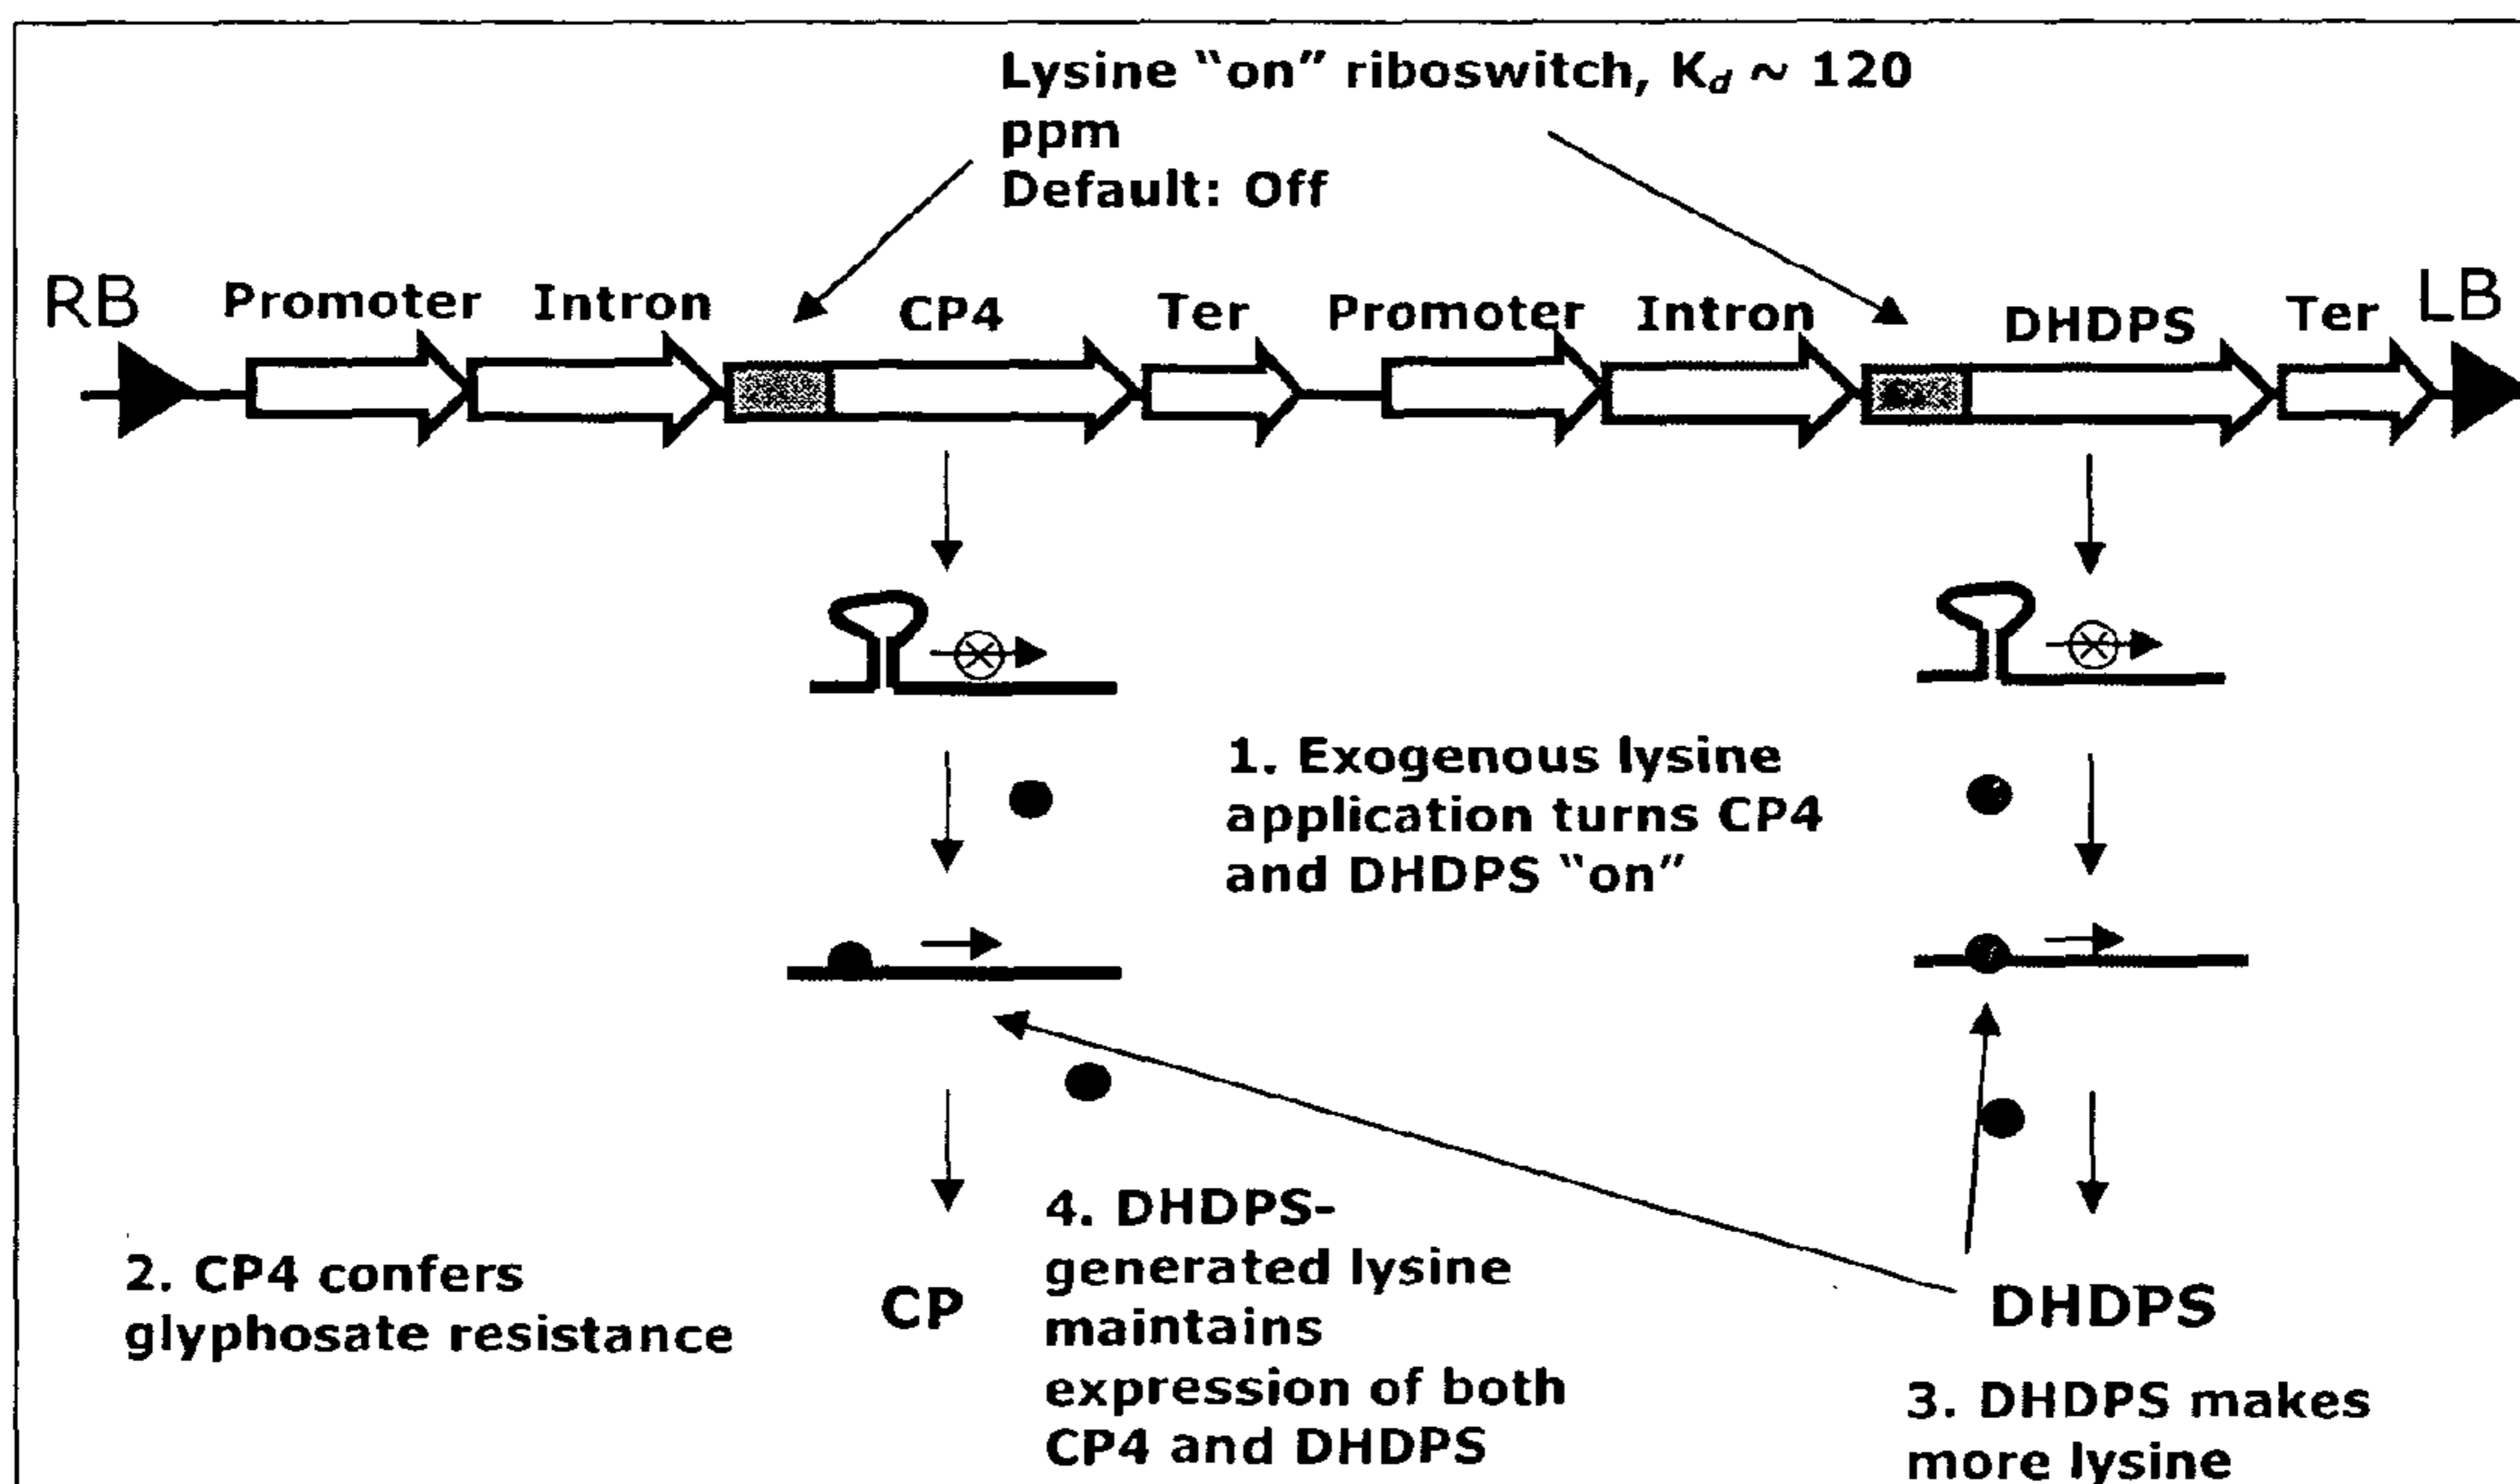 Lysine “on” riboswitch, Kd ~ 120
ppm
Default: Off
RB Promoter Intron CP4 Ter Promoter Intron DHDPS Ter LB
1. Exogenous lysine
application turns CP4
and DHDPS “on”
2. CP4 confers
glyphosate resistance
CP
4. DHDPS-
generated lysine
maintains
expression of both
CP4 and DHDPS
DHDPS
3. DHDPS makes
more lysine